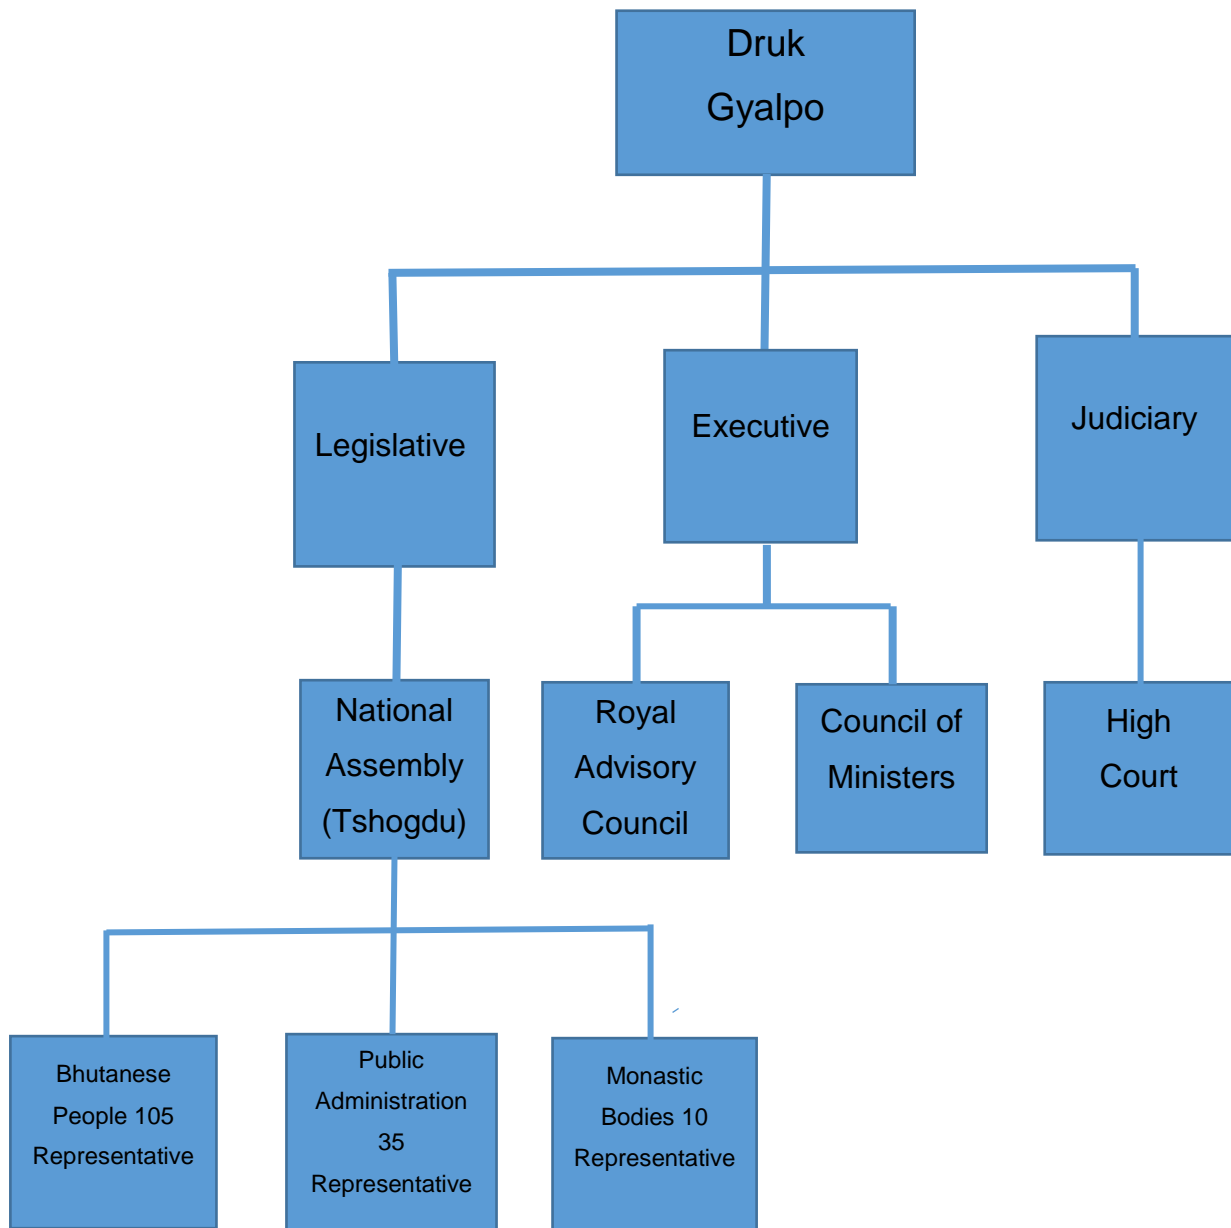 Druk
Gyalpo
Legislative
Executive
Judiciary
National
Assembly
(Tshogdu)
Royal
Advisory
Council
Council of
Ministers
High
Court
Bhutanese
People 105
Representative
Public
Administration
35
Representative
Monastic
Bodies 10
Representative